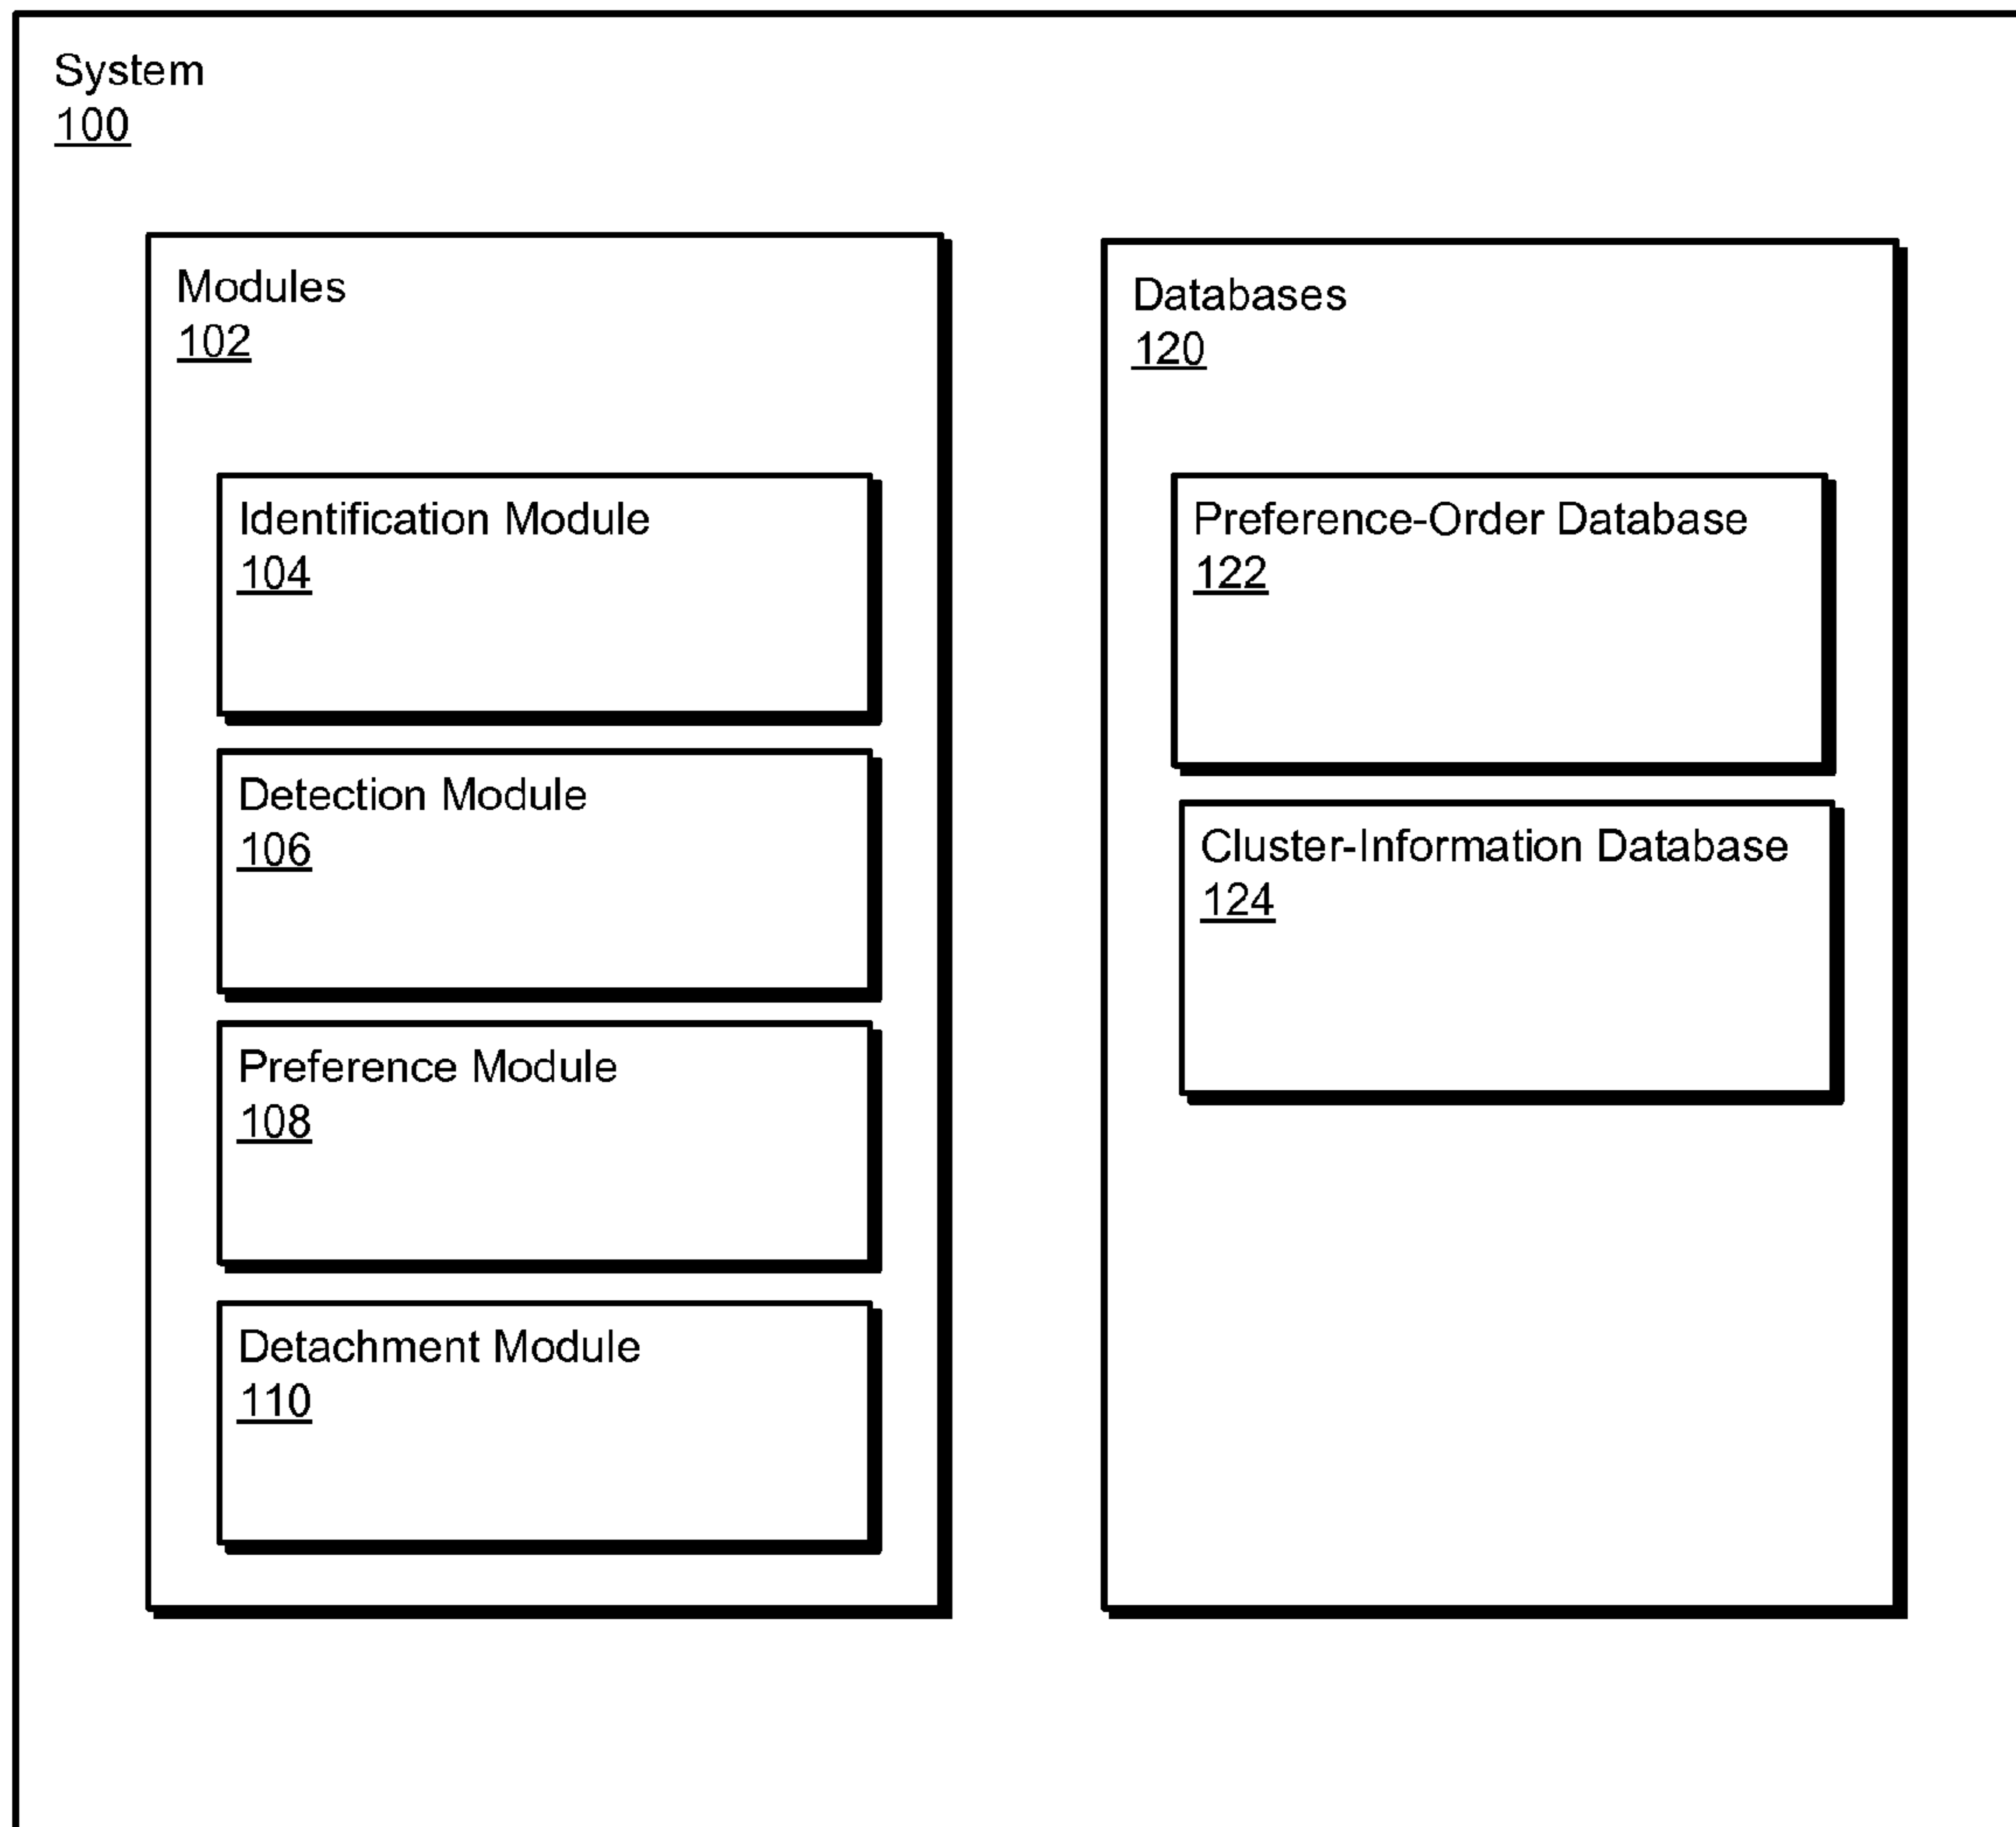 System
100
Modules
102
Identification Module
104
Detection Module
106
Preference Module
108
Detachment Module
110
Databases
120
Preference-Order Database
122
Cluster-Information Database
124